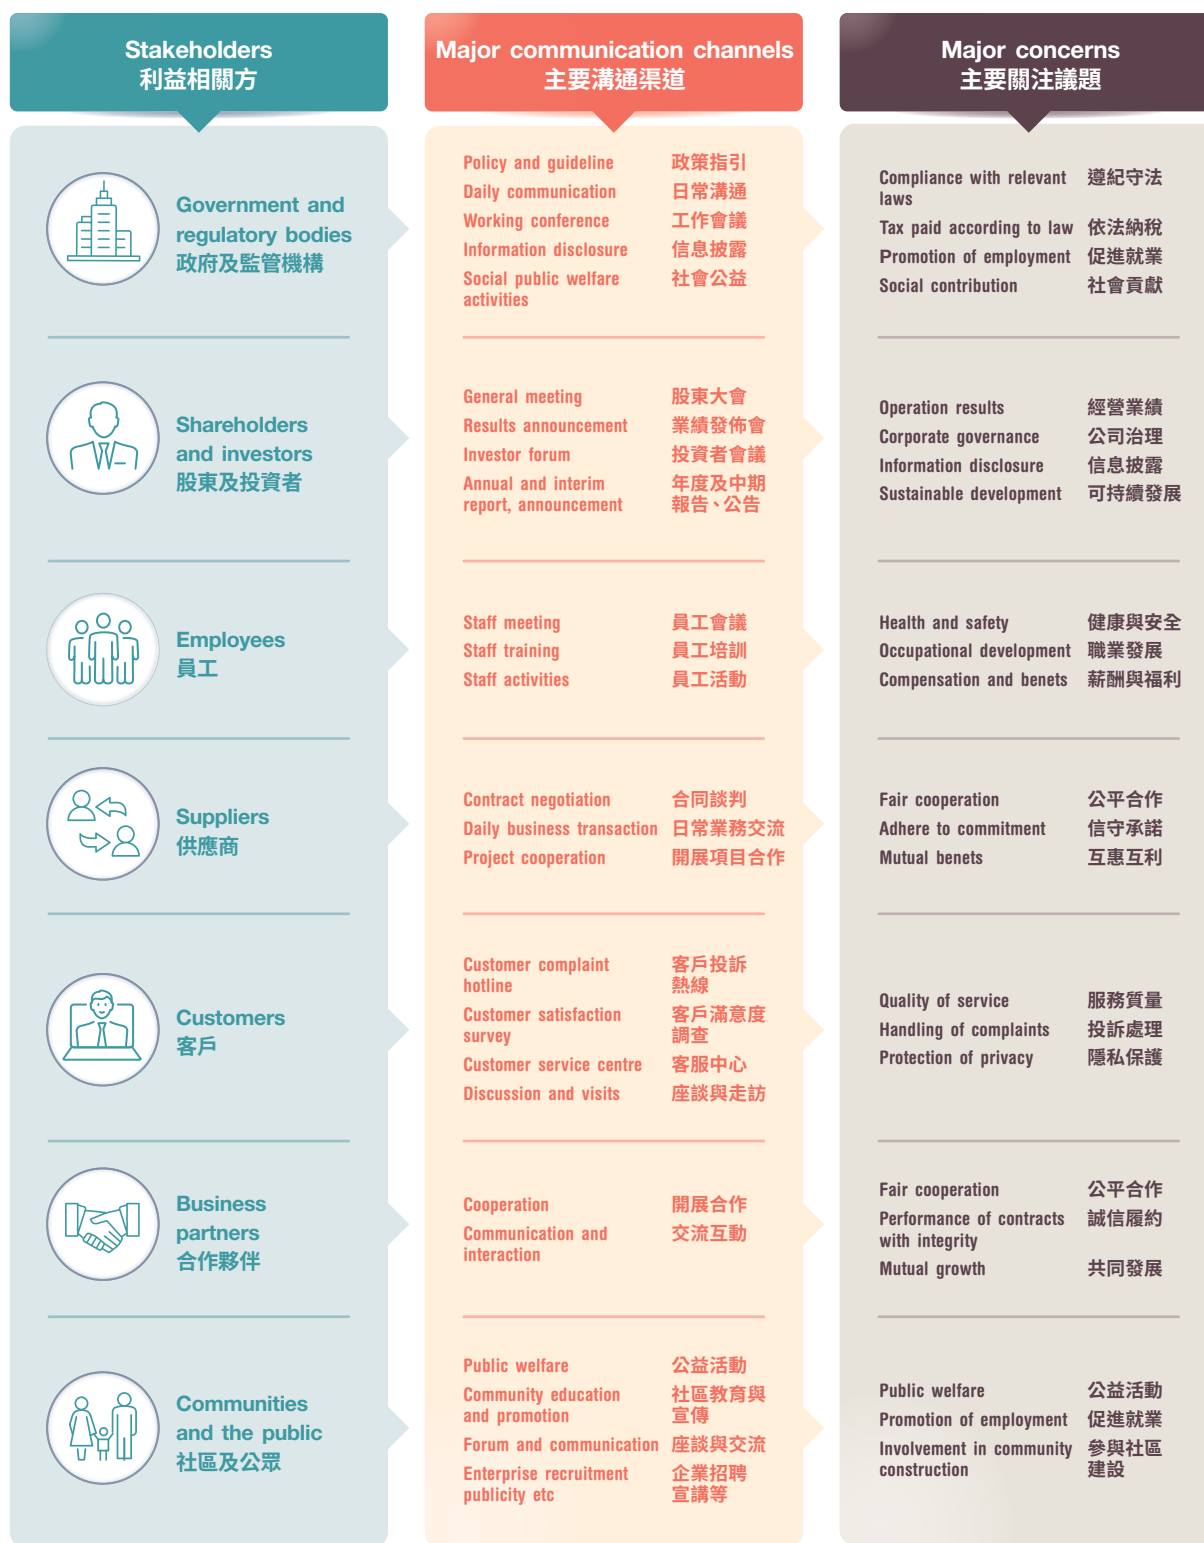 Stakeholders
利益相關方
Major communication channels
主要溝通渠道
Major concerns
主要關注議題
Government and
regulatory bodies
政府及監管機構
Policy and guideline 政策指引
Daily communication 日常溝通
Working conference 工作會議
Information disclosure 信息披露
Social public welfare 社會公益
activities
Compliance with relevant 遵紀守法
laws
Tax paid according to law 依法納稅
Promotion of employment 促進就業
Social contribution 社會貢獻
Shareholders
and investors
股東及投資者
General meeting 股東大會
Results announcement 業績發佈會
Investor forum 投資者會議
Annual and interim 年度及中期
report, announcement 報告、公告
Operation results 經營業績
Corporate governance 公司治理
Information disclosure 信息披露
Sustainable development 可持續發展
Employees
員工
Staff meeting 員工會議
Staff training 員工培訓
Staff activities 員工活動
Health and safety 健康與安全
Occupational development 職業發展
Compensation and benets 薪酬與福利
Suppliers
供應商
Contract negotiation 合同談判
Daily business transaction 日常業務交流
Project cooperation 開展項目合作
Fair cooperation 公平合作
Adhere to commitment 信守承諾
Mutual benets 互惠互利
Customers
客戶
Customer complaint 客戶投訴
hotline 熱線
Customer satisfaction 客戶滿意度
survey 調查
Customer service centre 客服中心
Discussion and visits 座談與走訪
Quality of service 服務質量
Handling of complaints 投訴處理
Protection of privacy 隱私保護
Business
partners
合作夥伴
Cooperation 開展合作
Communication and 交流互動
interaction
Fair cooperation 公平合作
Performance of contracts 誠信履約
with integrity
Mutual growth 共同發展
Communities
and the public
社區及公眾
Public welfare 公益活動
Community education 社區教育與
and promotion 宣傳
Forum and communication 座談與交流
Enterprise recruitment 企業招聘
publicity etc 宣講等
Public welfare 公益活動
Promotion of employment 促進就業
Involvement in community 參與社區
construction 建設